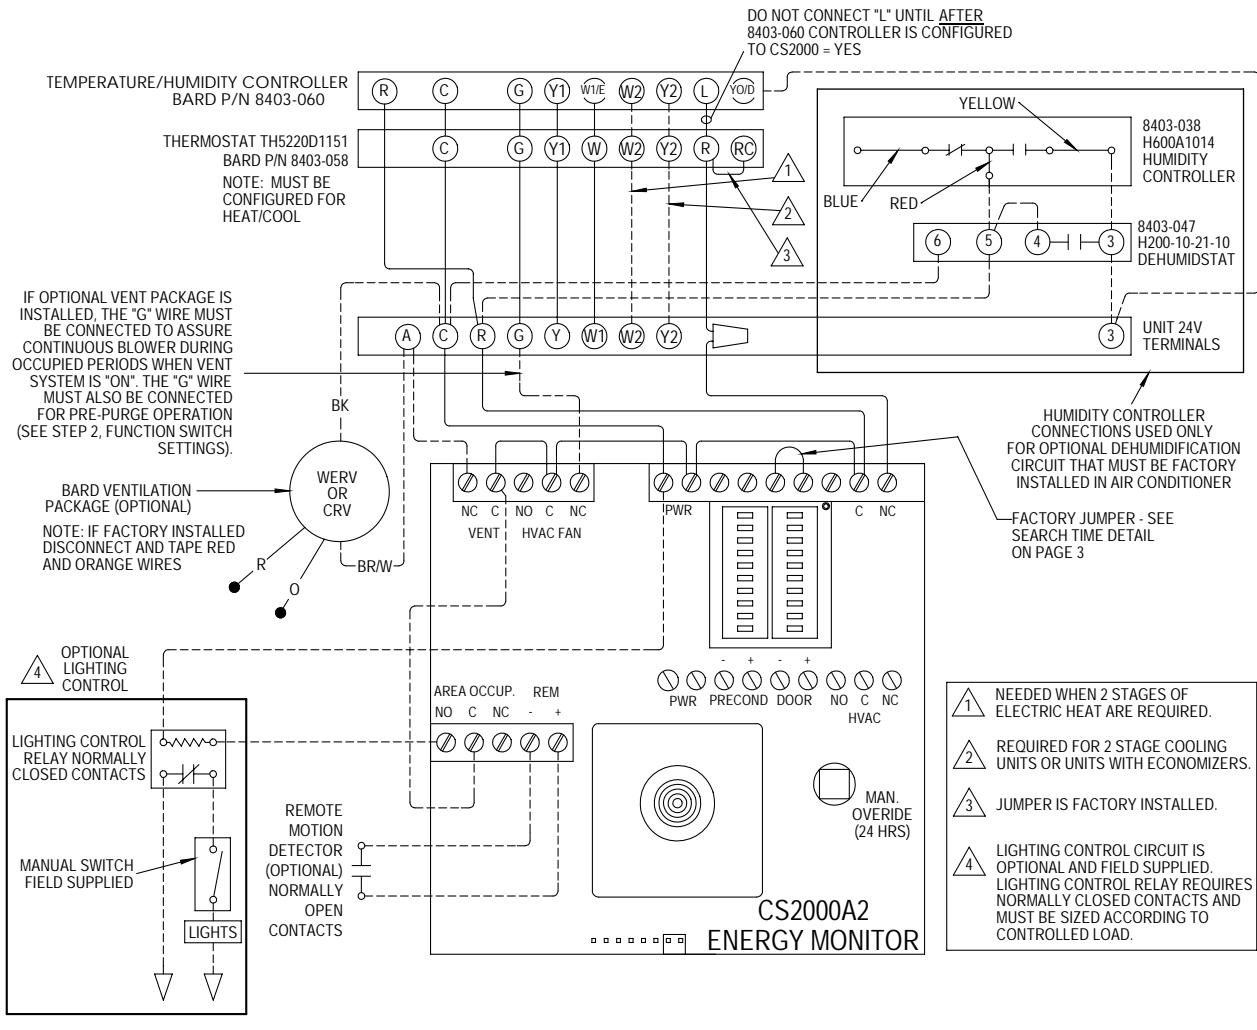 DO NOT CONNECT "L" UNTIL AFTER
8403-060 CONTROLLER IS CONFIGURED
TO CS2000 = YES
TEMPERATURE/HUMIDITY CONTROLLER
BARD P/N 8403-060
R C G Y1 W1/E W2 Y2 L YO/D
THERMOSTAT TH5220D1151
BARD P/N 8403-058
C G Y1 W W2 Y2 R RC
NOTE: MUST BE
CONFIGURED FOR
HEAT/COOL
1
2
3
YELLOW
BLUE
RED
8403-038
H600A1014
HUMIDITY
CONTROLLER
6 5 4 3
8403-047
H200-10-21-10
DEHUMIDSTAT
IF OPTIONAL VENT PACKAGE IS
INSTALLED, THE "G" WIRE MUST
BE CONNECTED TO ASSURE
CONTINUOUS BLOWER DURING
OCCUPIED PERIODS WHEN VENT
SYSTEM IS "ON". THE "G" WIRE
MUST ALSO BE CONNECTED
FOR PRE-PURGE OPERATION
(SEE STEP 2, FUNCTION SWITCH
SETTINGS).
A C R G Y W1 W2 Y2 3
UNIT 24V
TERMINALS
HUMIDITY CONTROLLER
CONNECTIONS USED ONLY
FOR OPTIONAL DEHUMIDIFICATION
CIRCUIT THAT MUST BE FACTORY
INSTALLED IN AIR CONDITIONER
BK
WERV
OR
CRV
BARD VENTILATION
PACKAGE (OPTIONAL)
NOTE: IF FACTORY INSTALLED
DISCONNECT AND TAPE RED
AND ORANGE WIRES
R
O
BR/W
NC C NO C NC
VENT HVAC FAN
PWR C NC
FACTORY JUMPER - SEE
SEARCH TIME DETAIL
ON PAGE 3
4
OPTIONAL
LIGHTING
CONTROL
LIGHTING CONTROL
RELAY NORMALLY
CLOSED CONTACTS
MANUAL SWITCH
FIELD SUPPLIED
LIGHTS
AREA OCCUP. REM
NO C NC - +
- + - +
PWR PRECOND DOOR NO C NC
HVAC
REMOTE
MOTION
DETECTOR
(OPTIONAL)
NORMALLY
OPEN
CONTACTS
MAN.
OVERIDE
(24 HRS)
CS2000A2
ENERGY MONITOR
1 NEEDED WHEN 2 STAGES OF
ELECTRIC HEAT ARE REQUIRED.
2 REQUIRED FOR 2 STAGE COOLING
UNITS OR UNITS WITH ECONOMIZERS.
3 JUMPER IS FACTORY INSTALLED.
4 LIGHTING CONTROL CIRCUIT IS
OPTIONAL AND FIELD SUPPLIED.
LIGHTING CONTROL RELAY REQUIRES
NORMALLY CLOSED CONTACTS AND
MUST BE SIZED ACCORDING TO
CONTROLLED LOAD.